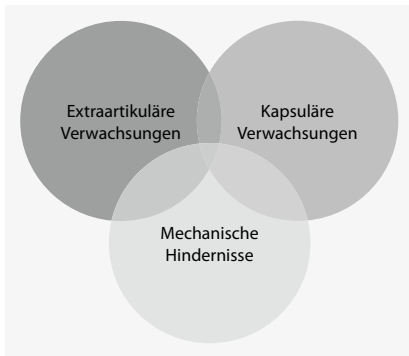 Extraartikuläre
Verwachsungen
Kapsuläre
Verwachsungen
Mechanische
Hindernisse